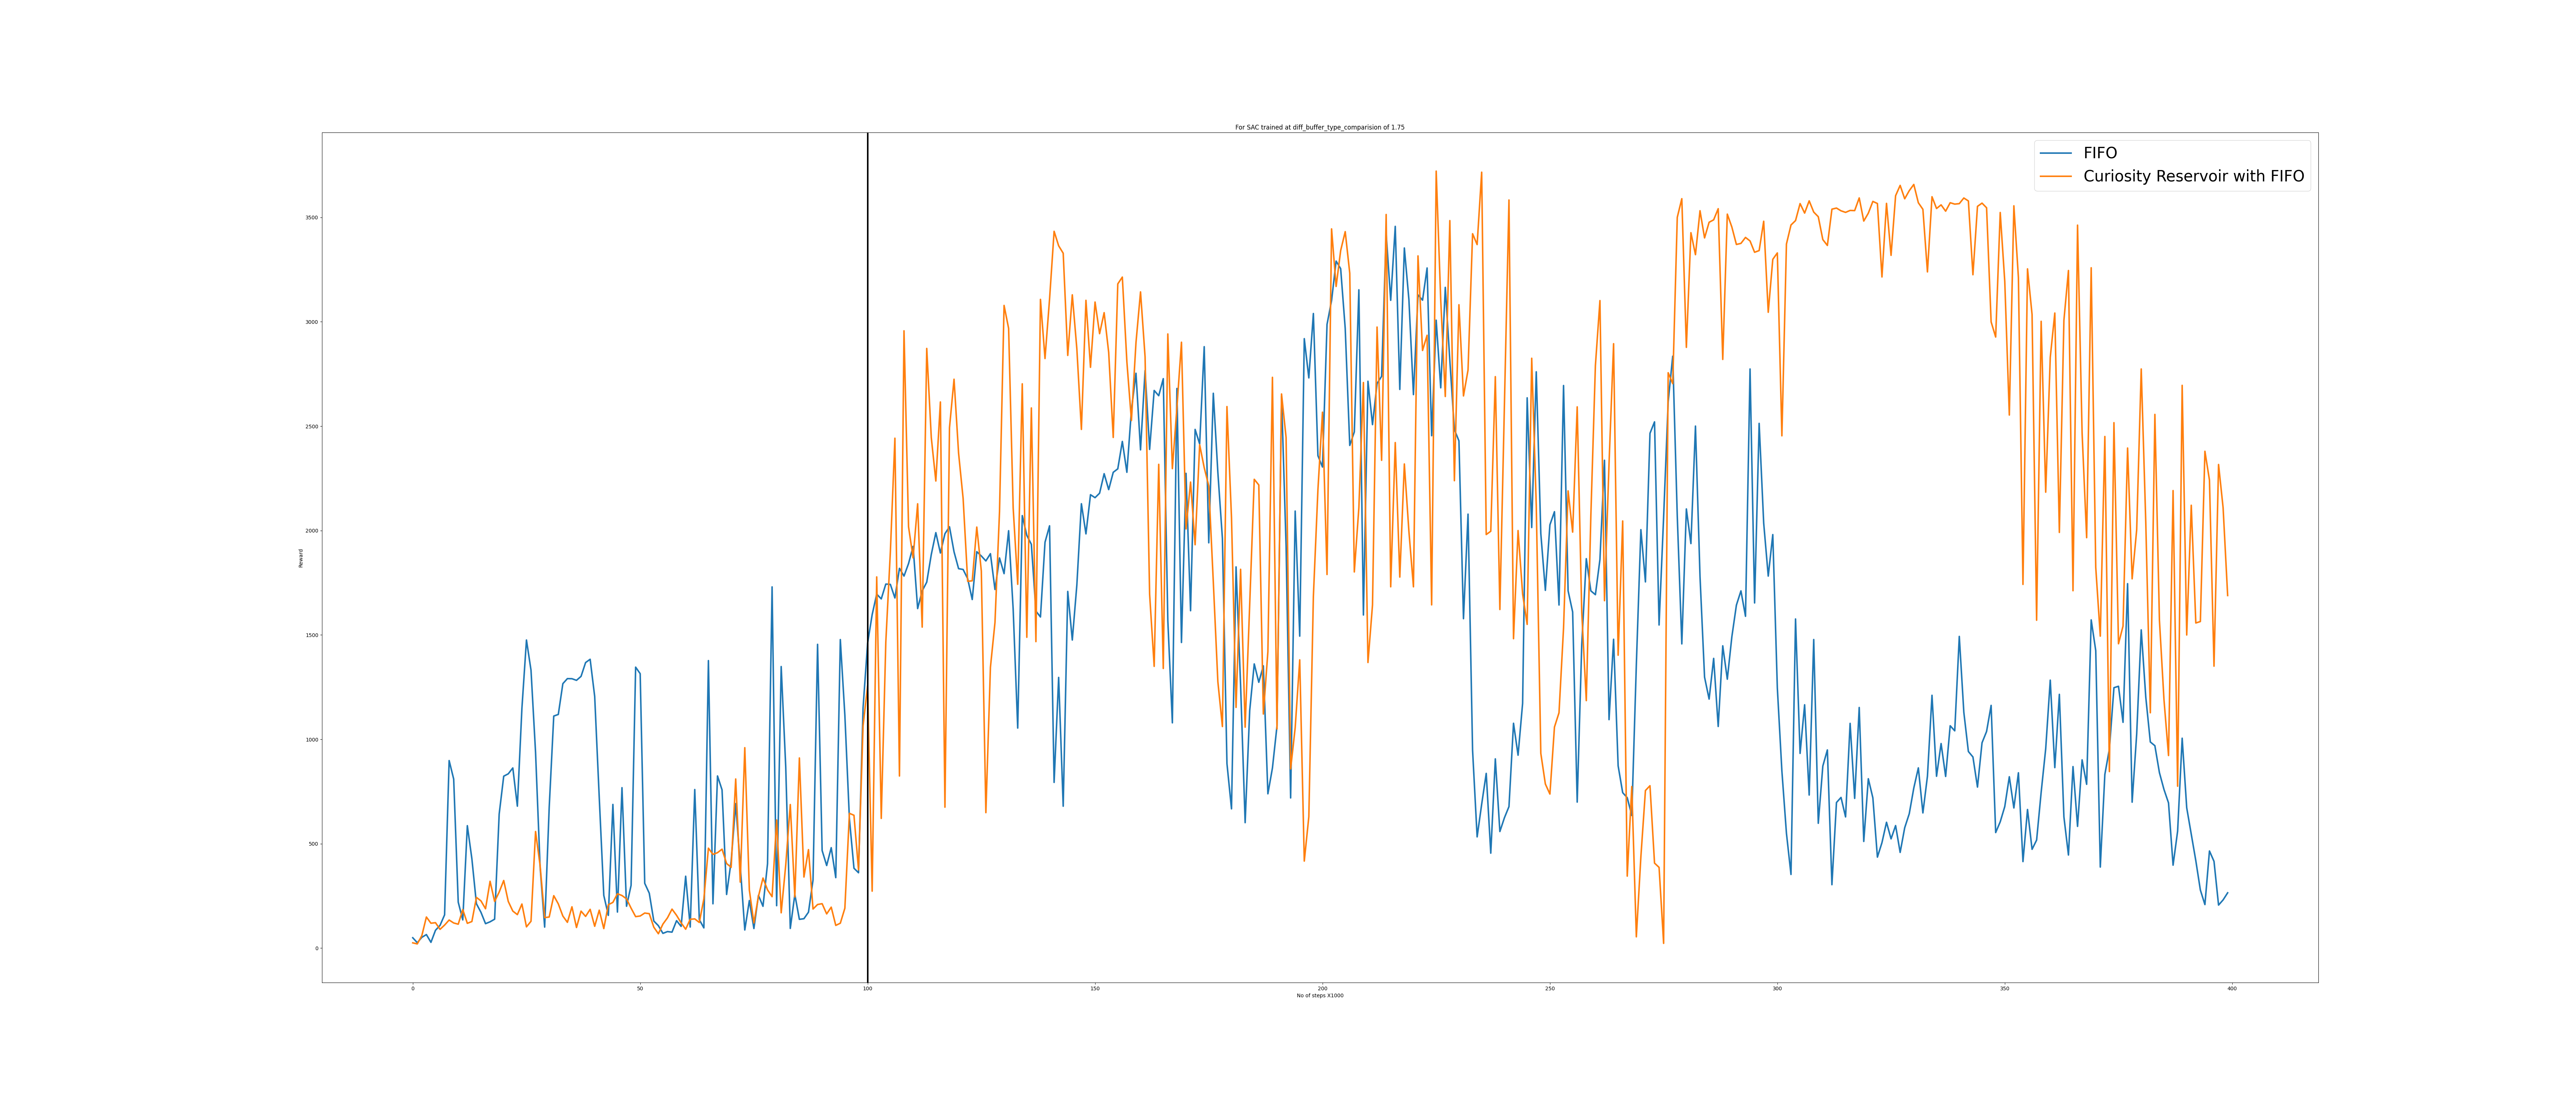 For SAC trained at diff_buffer_type_comparision of 1.75
FIFO
Curiosity Reservoir with FIFO
3500
3000
2500
2000
1500
1000
500
0
Reward
0 50 100 150 200 250 300 350 400
No of steps X1000